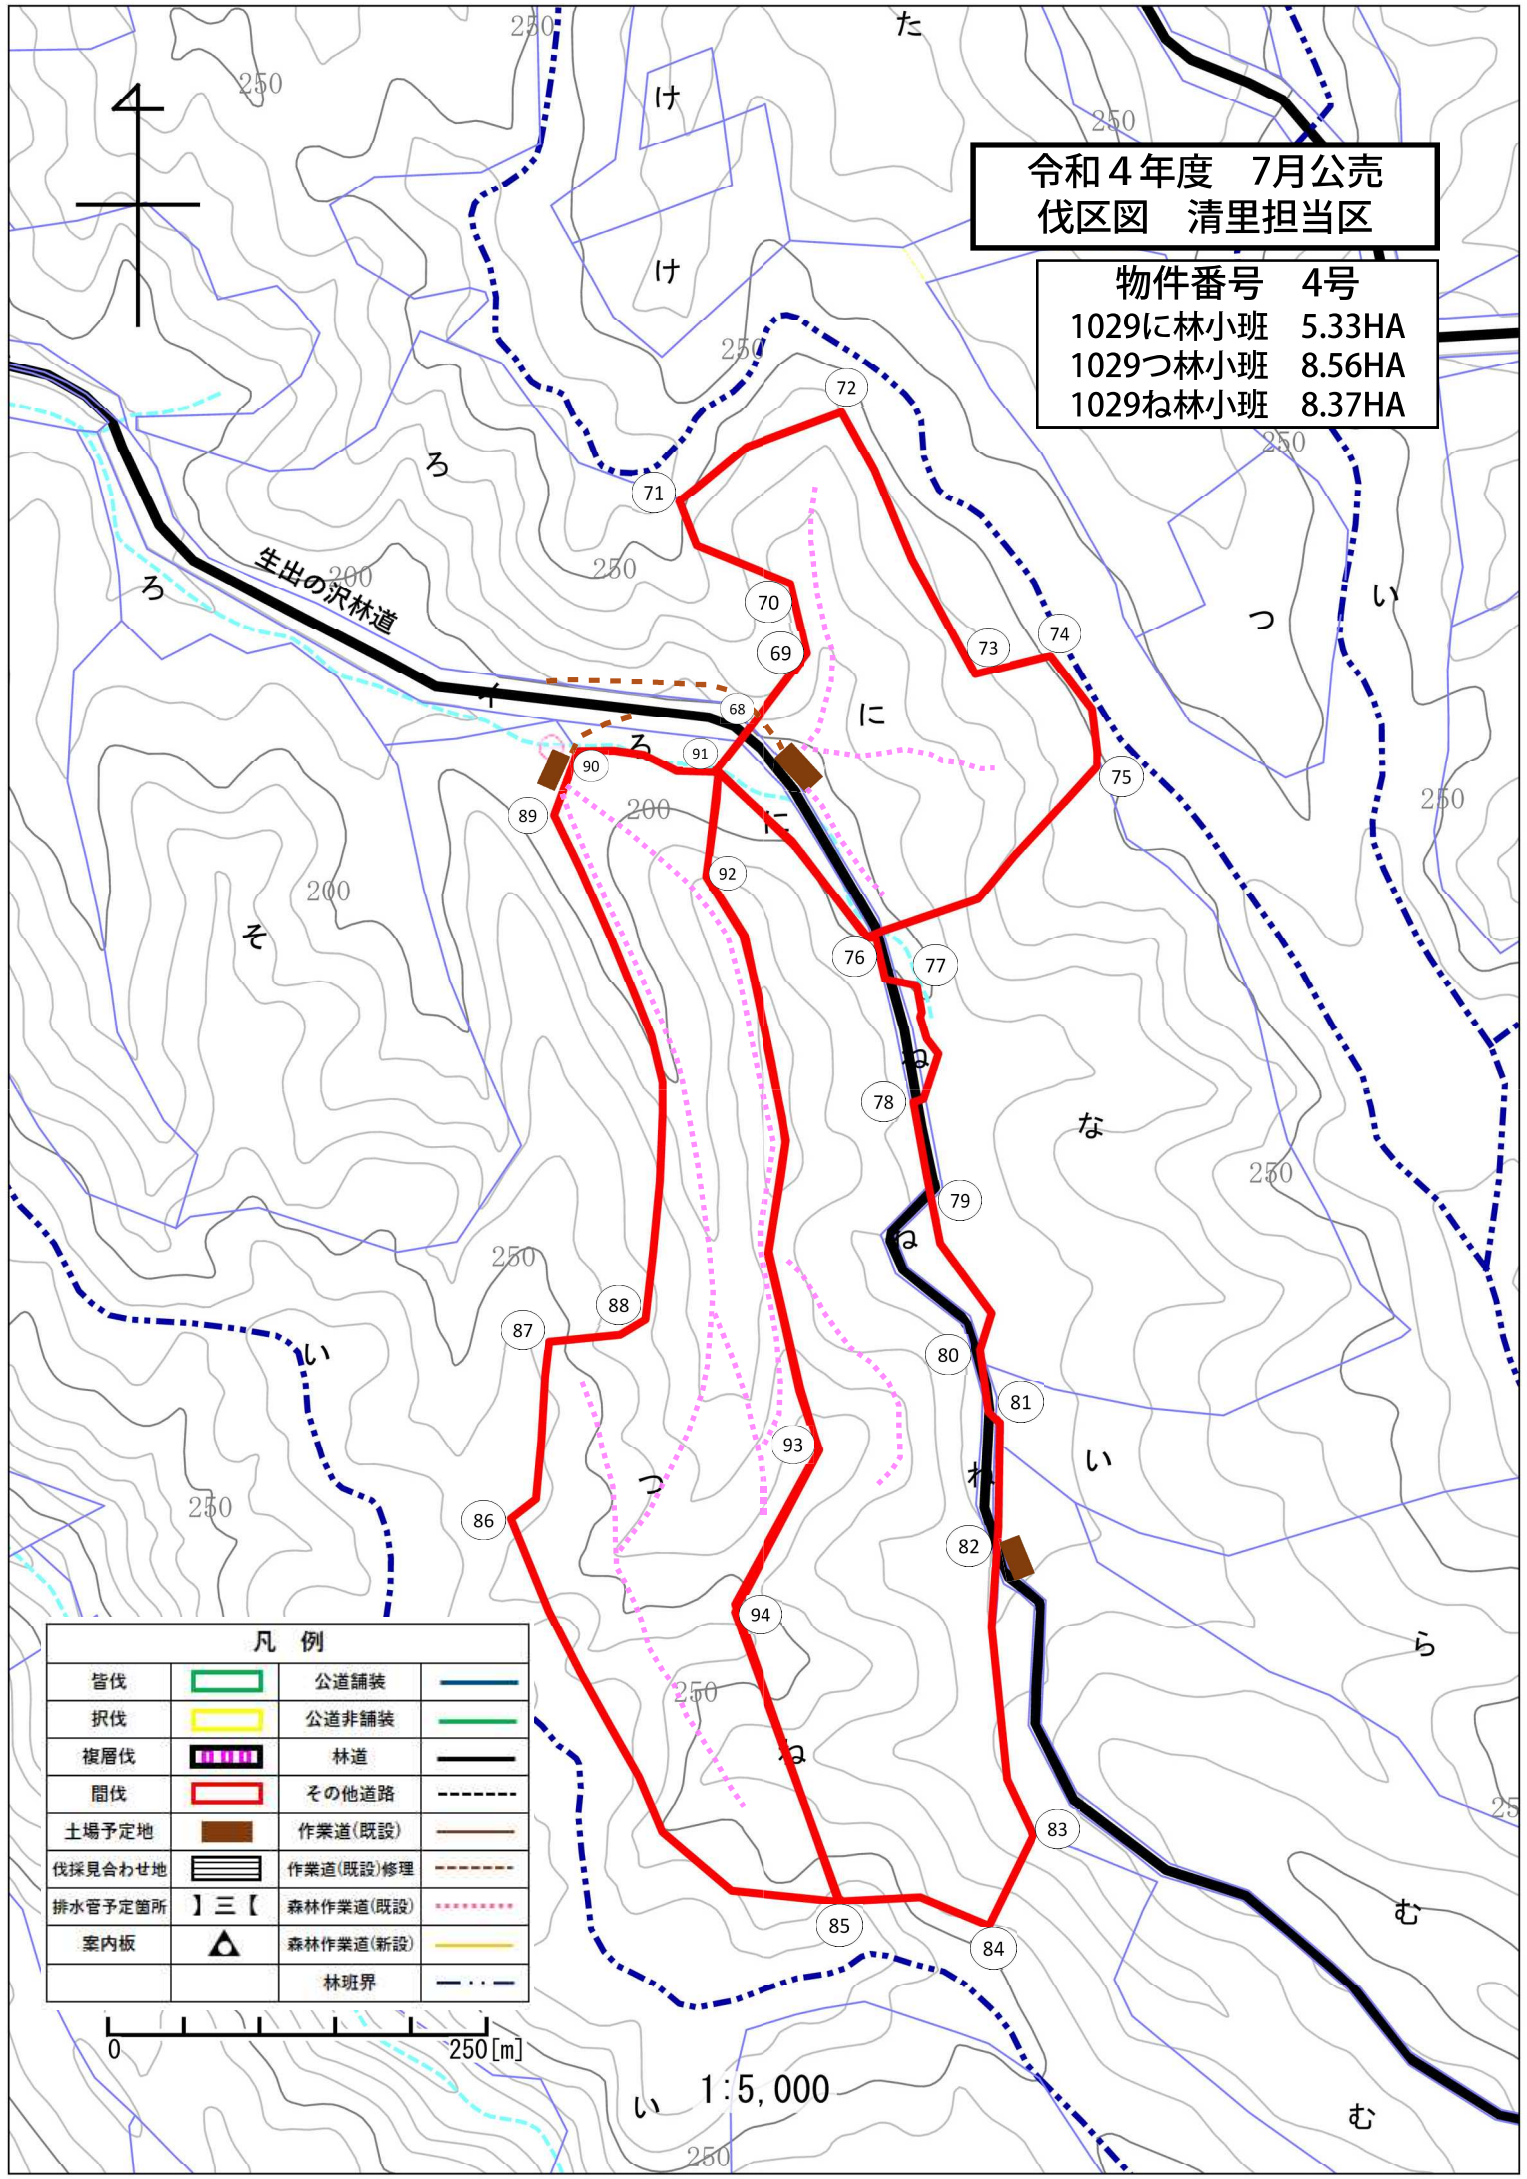 250
250
た
け
250
令和４年度　7月公売
伐区図　清里担当区
け
物件番号　4号
1029に林小班　5.33HA
1029つ林小班　8.56HA
1029ね林小班　8.37HA
250
72
250
ろ
71
生出の沢林道
200
250
ろ
70
い
つ
69
73
74
イ
68
に
ろ
91
90
75
89
200
に
250
92
200
そ
76
77
ね
78
な
250
79
ね
250
88
87
い
80
81
93
つ
ね
い
250
86
82
94
ら
凡　例
皆伐
公道舗装
択伐
公道非舗装
複層伐
林道
間伐
その他道路
土場予定地
作業道(既設)
伐採見合わせ地
作業道(既設)修理
排水管予定箇所
】三【
森林作業道(既設)
案内板
森林作業道(新設)
林班界
250
ね
25
83
む
85
84
0
250[m]
い
1:5,000
む
250